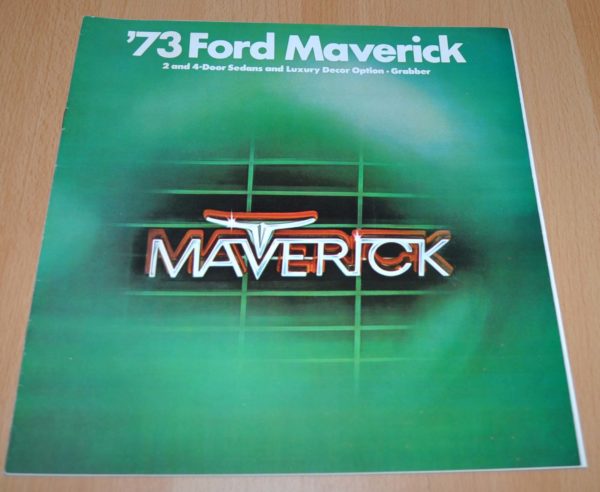 '73 Ford Maverick
2 and 4-Door Sedans and Luxury Decor Option • Grabber
MAVERICK